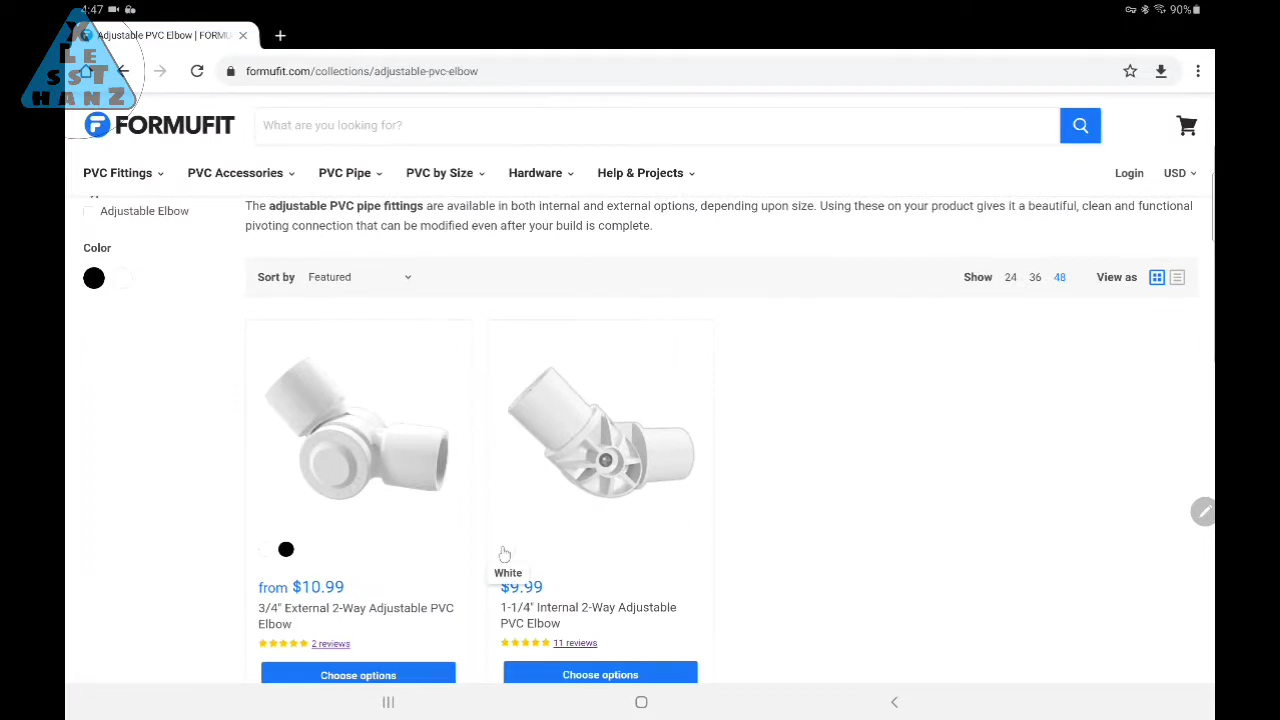 4:47
90%
X
LE
SST
HANZ
Adjustable PVC Elbow | FORMU
formufit.com/collections/adjustable-pvc-elbow
FORMUFIT
What are you looking for?
PVC Fittings PVC Accessories PVC Pipe PVC by Size Hardware Help & Projects Login USD
Adjustable Elbow
Color
The adjustable PVC pipe fittings are available in both internal and external options, depending upon size. Using these on your product gives it a beautiful, clean and functional
pivoting connection that can be modified even after your build is complete.
Sort by Featured Show 24 36 48 View as
White
from $10.99
3/4" External 2-Way Adjustable PVC
Elbow
2 reviews
Choose options
$9.99
1-1/4" Internal 2-Way Adjustable
PVC Elbow
11 reviews
Choose options